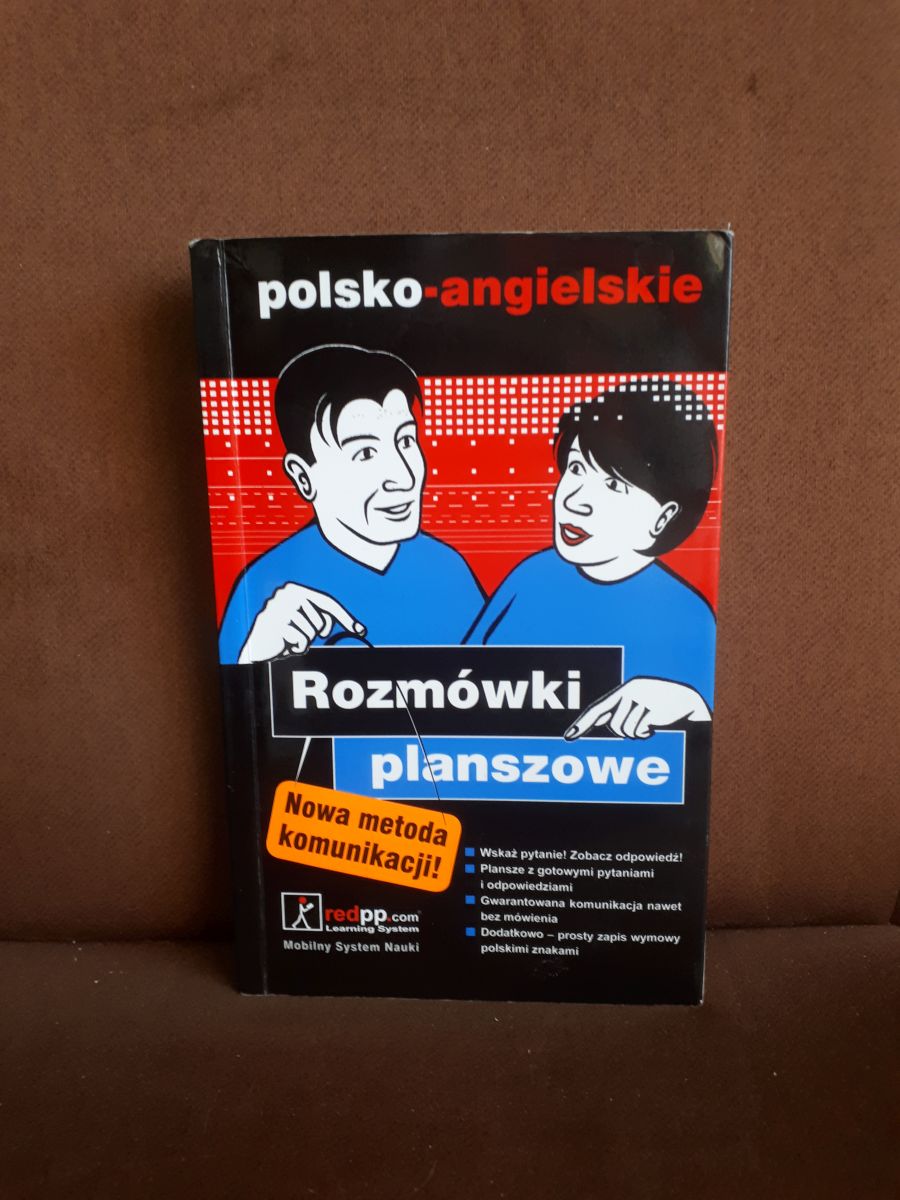 polsko-angielskie
Rozmówki
planszowe
Nowa metoda
komunikacji!
Wskaż pytanie! Zobacz odpowiedź!
Plansze z gotowymi pytaniami
i odpowiedziami
Gwarantowana komunikacja nawet
bez mówienia
Dodatkowo – prosty zapis wymowy
polskimi znakami
redpp.com
Learning System
Mobilny System Nauki